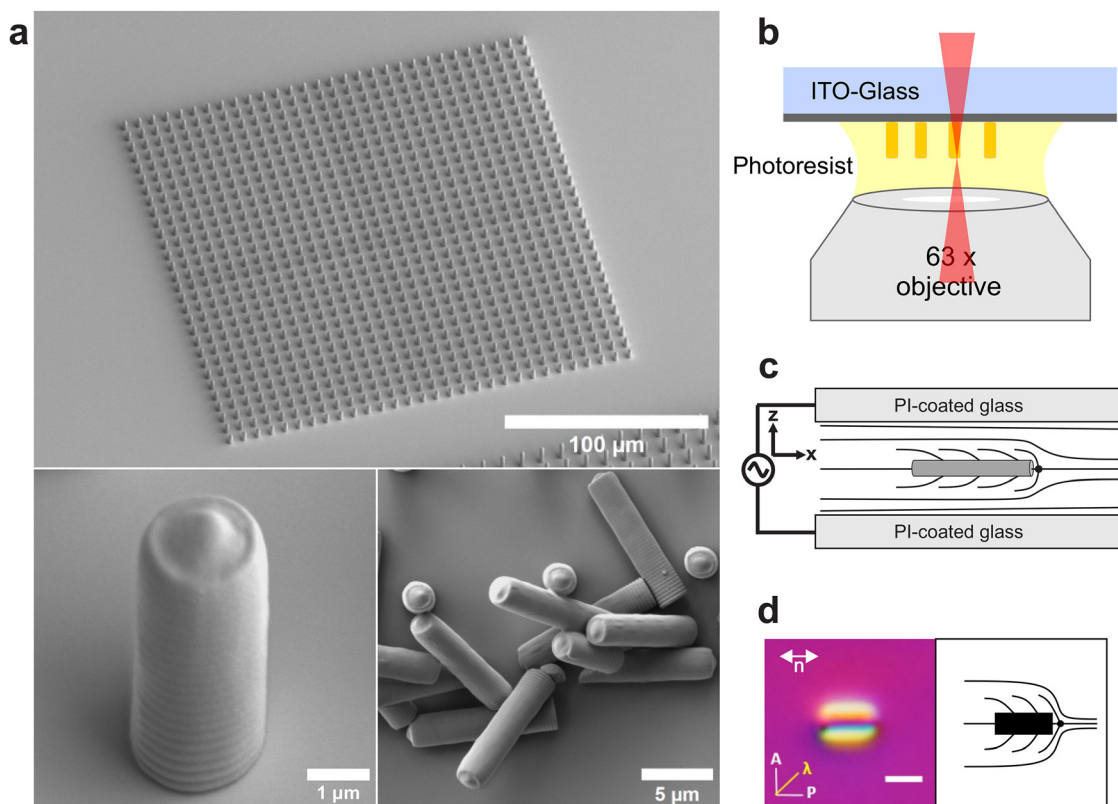 a
100 µm
1 µm
5 µm
b
ITO-Glass
Photoresist
63 x
objective
c
PI-coated glass
z
x
PI-coated glass
d
n
A
λ
P